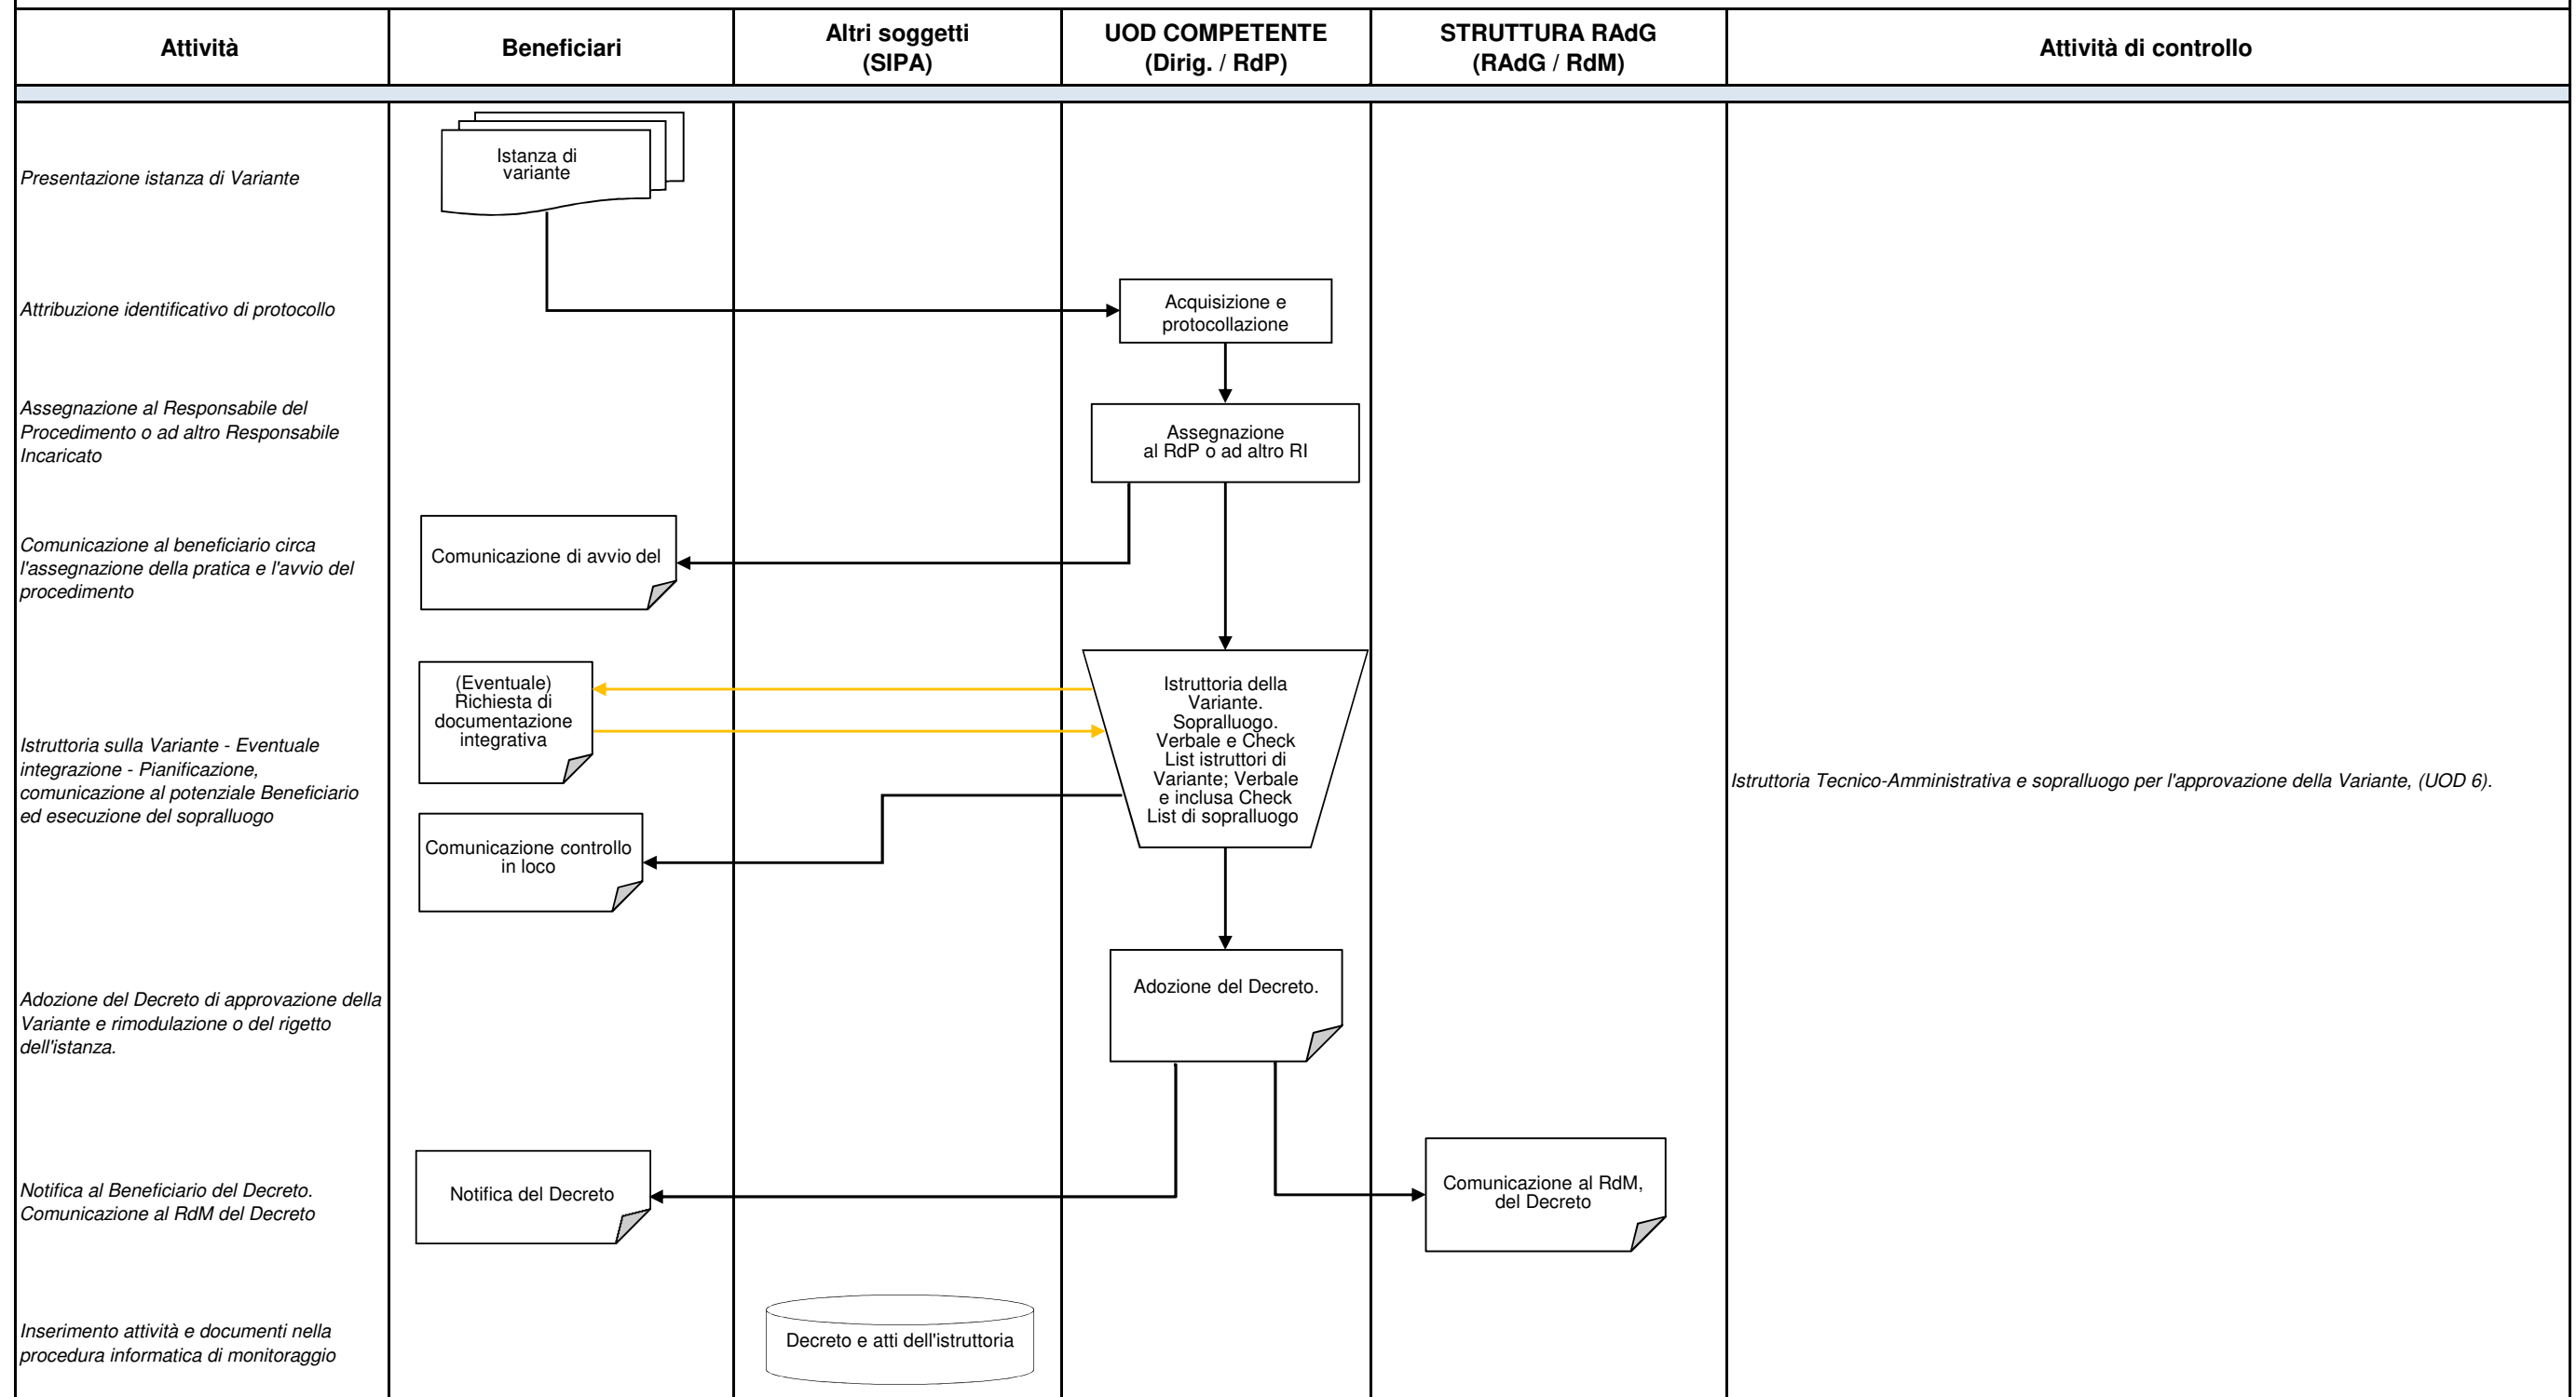 Attività
Beneficiari
Altri soggetti
(SIPA)
UOD COMPETENTE
(Dirig. / RdP)
STRUTTURA RAdG
(RAdG / RdM)
Attività di controllo
Presentazione istanza di Variante
Istanza di
variante
Attribuzione identificativo di protocollo
Acquisizione e
protocollazione
Assegnazione al Responsabile del
Procedimento o ad altro Responsabile
Incaricato
Assegnazione
al RdP o ad altro RI
Comunicazione al beneficiario circa
l'assegnazione della pratica e l'avvio del
procedimento
Comunicazione di avvio del
Istruttoria sulla Variante - Eventuale
integrazione - Pianificazione,
comunicazione al potenziale Beneficiario
ed esecuzione del sopralluogo
(Eventuale)
Richiesta di
documentazione
integrativa
Comunicazione controllo
in loco
Istruttoria della
Variante.
Sopralluogo.
Verbale e Check
List istruttori di
Variante; Verbale
e inclusa Check
List di sopralluogo
Istruttoria Tecnico-Amministrativa e sopralluogo per l'approvazione della Variante, (UOD 6).
Adozione del Decreto di approvazione della
Variante e rimodulazione o del rigetto
dell'istanza.
Adozione del Decreto.
Notifica al Beneficiario del Decreto.
Comunicazione al RdM del Decreto
Notifica del Decreto
Comunicazione al RdM,
del Decreto
Inserimento attività e documenti nella
procedura informatica di monitoraggio
Decreto e atti dell'istruttoria